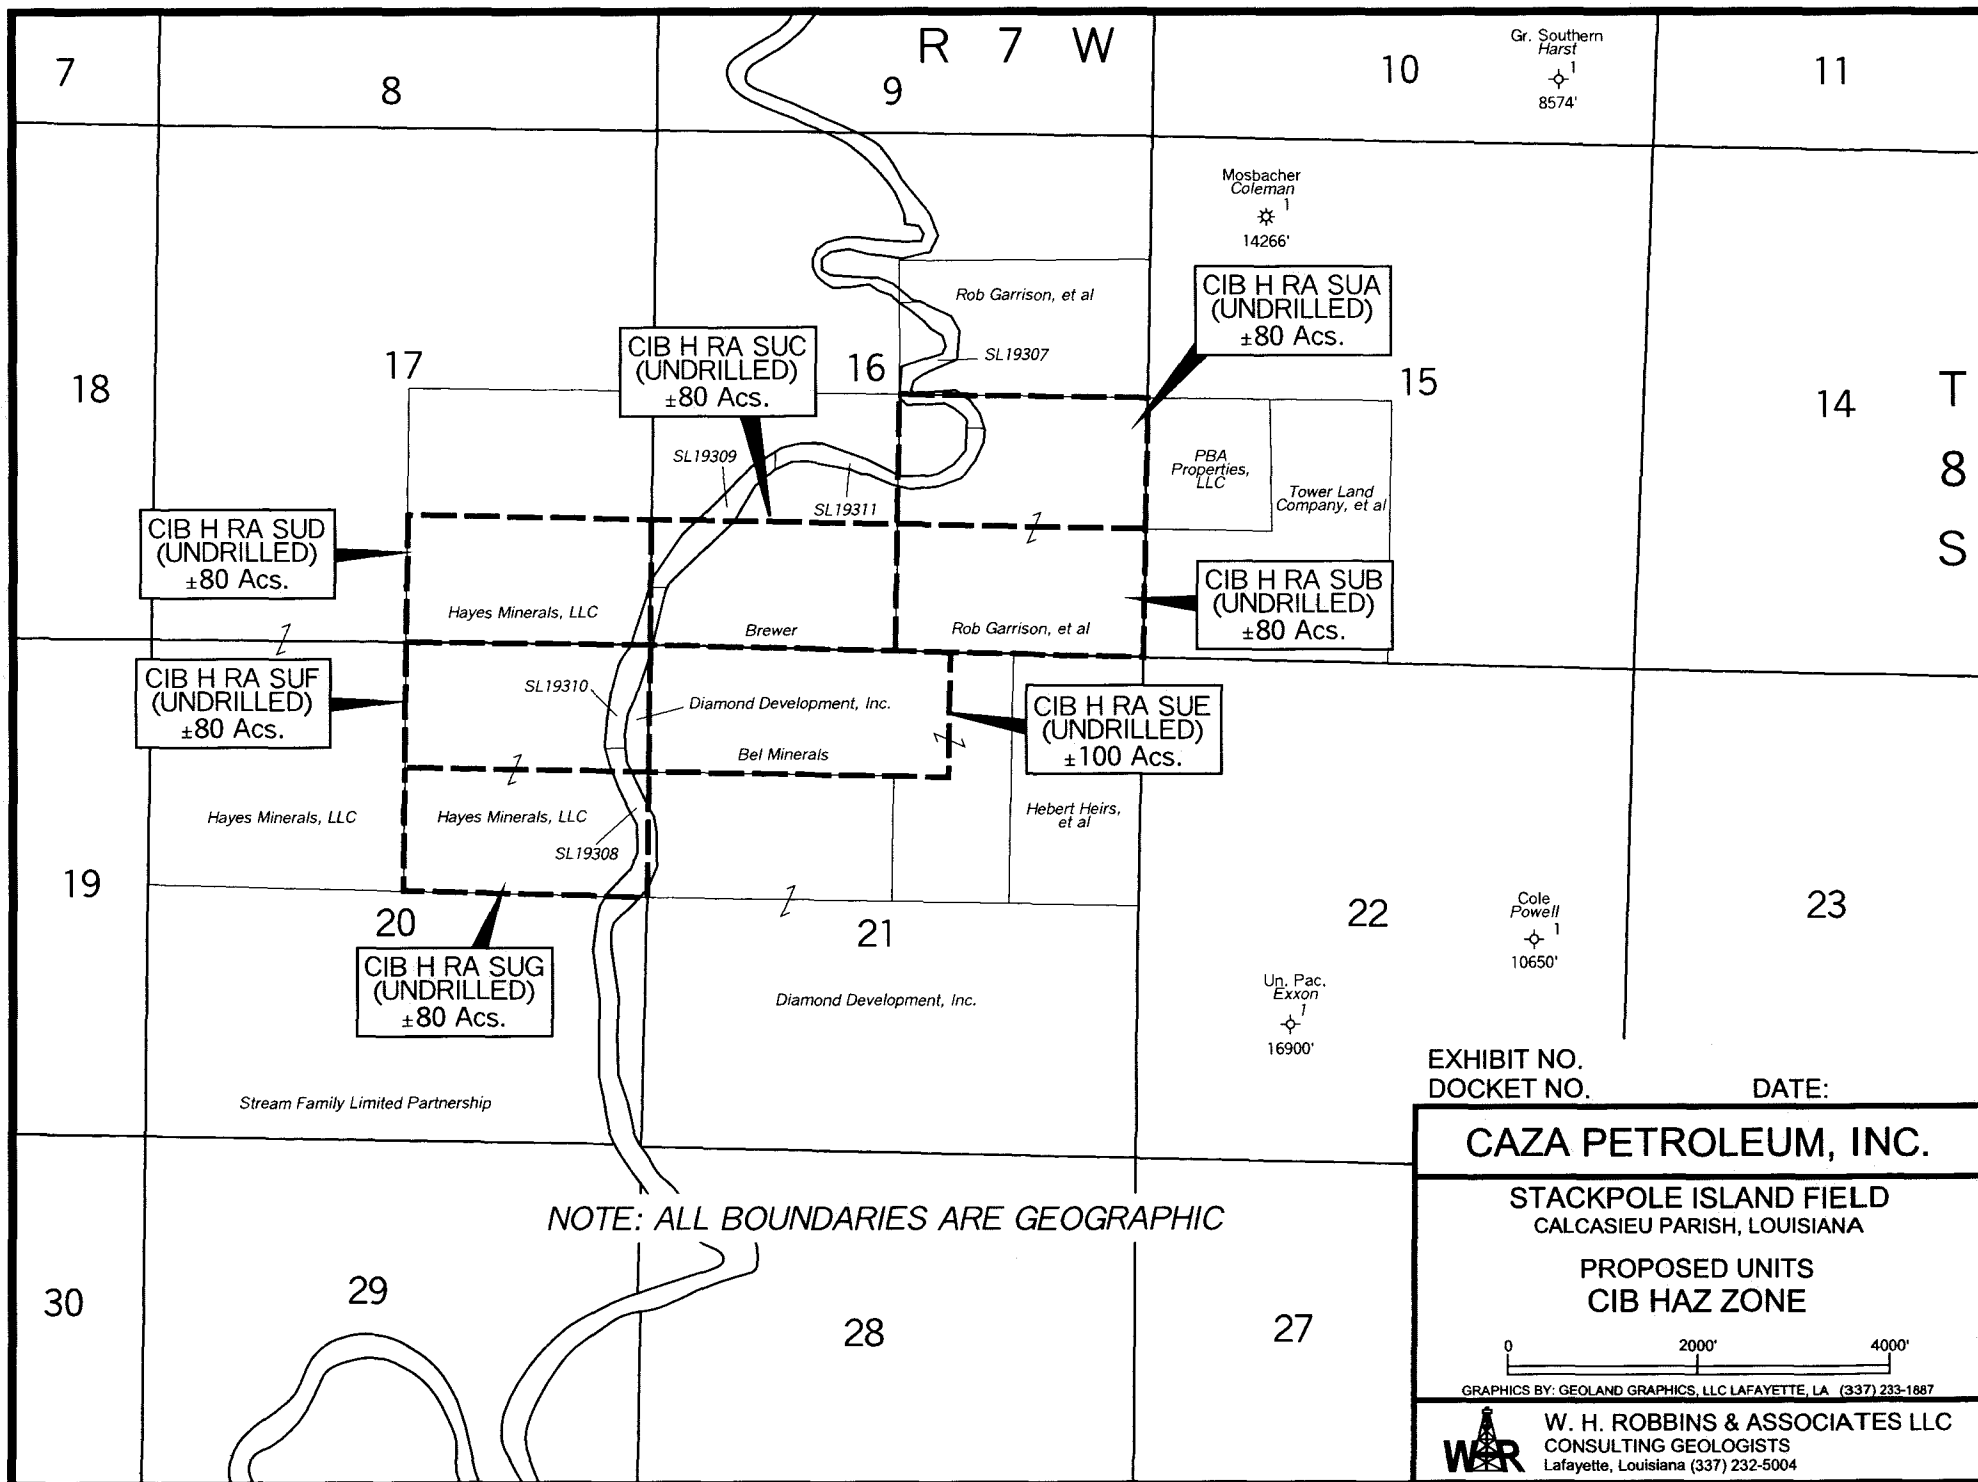 R 7 W
7
8
9
10
11
Gr. Southern
Harst
1
8574'
Mosbacher
Coleman
1
14266'
Rob Garrison, et al
SL19307
CIB H RA SUA
(UNDRILLED)
±80 Acs.
CIB H RA SUC
(UNDRILLED)
±80 Acs.
18
17
16
15
14
T
8
S
SL19309
SL19311
PBA
Properties,
LLC
Tower Land
Company, et al
CIB H RA SUD
(UNDRILLED)
±80 Acs.
CIB H RA SUB
(UNDRILLED)
±80 Acs.
Hayes Minerals, LLC
Brewer
Rob Garrison, et al
CIB H RA SUF
(UNDRILLED)
±80 Acs.
SL19310
Diamond Development, Inc.
Bel Minerals
CIB H RA SUE
(UNDRILLED)
±100 Acs.
Hayes Minerals, LLC
Hayes Minerals, LLC
SL19308
Hebert Heirs,
et al
19
20
21
22
23
Cole
Powell
1
10650'
CIB H RA SUG
(UNDRILLED)
±80 Acs.
Diamond Development, Inc.
Un. Pac.
Exxon
1
16900'
Stream Family Limited Partnership
NOTE: ALL BOUNDARIES ARE GEOGRAPHIC
30
29
28
27
EXHIBIT NO.
DOCKET NO. DATE:
CAZA PETROLEUM, INC.
STACKPOLE ISLAND FIELD
CALCASIEU PARISH, LOUISIANA
PROPOSED UNITS
CIB HAZ ZONE
0 2000' 4000'
GRAPHICS BY: GEOLAND GRAPHICS, LLC LAFAYETTE, LA (337) 233-1887
W R
W. H. ROBBINS & ASSOCIATES LLC
CONSULTING GEOLOGISTS
Lafayette, Louisiana (337) 232-5004